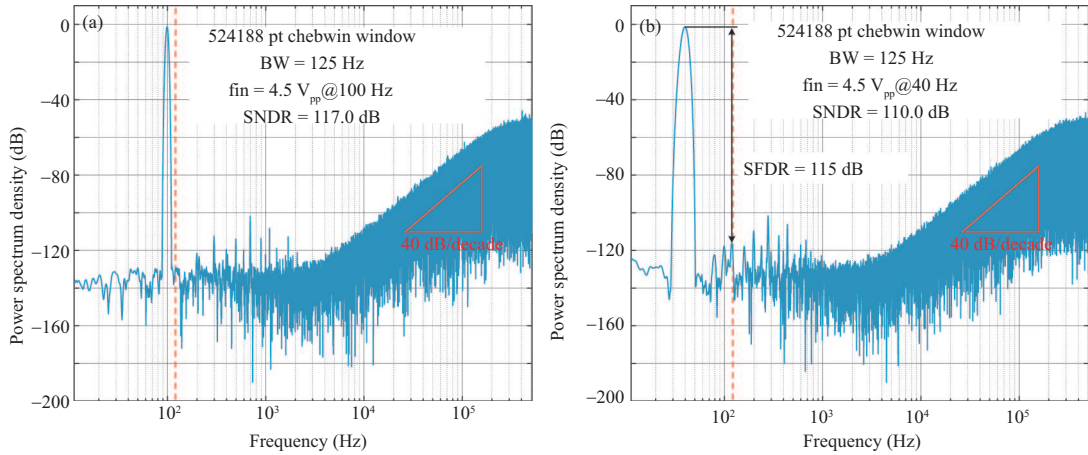 (a)
524188 pt chebwin window
BW = 125 Hz
fin = 4.5 Vpp@100 Hz
SNDR = 117.0 dB
40 dB/decade
0
−40
−80
−120
−160
−200
Power spectrum density (dB)
10²
10³
10⁴
10⁵
Frequency (Hz)
(b)
524188 pt chebwin window
BW = 125 Hz
fin = 4.5 Vpp@40 Hz
SNDR = 110.0 dB
SFDR = 115 dB
40 dB/decade
0
−40
−80
−120
−160
−200
Power spectrum density (dB)
10²
10³
10⁴
10⁵
Frequency (Hz)